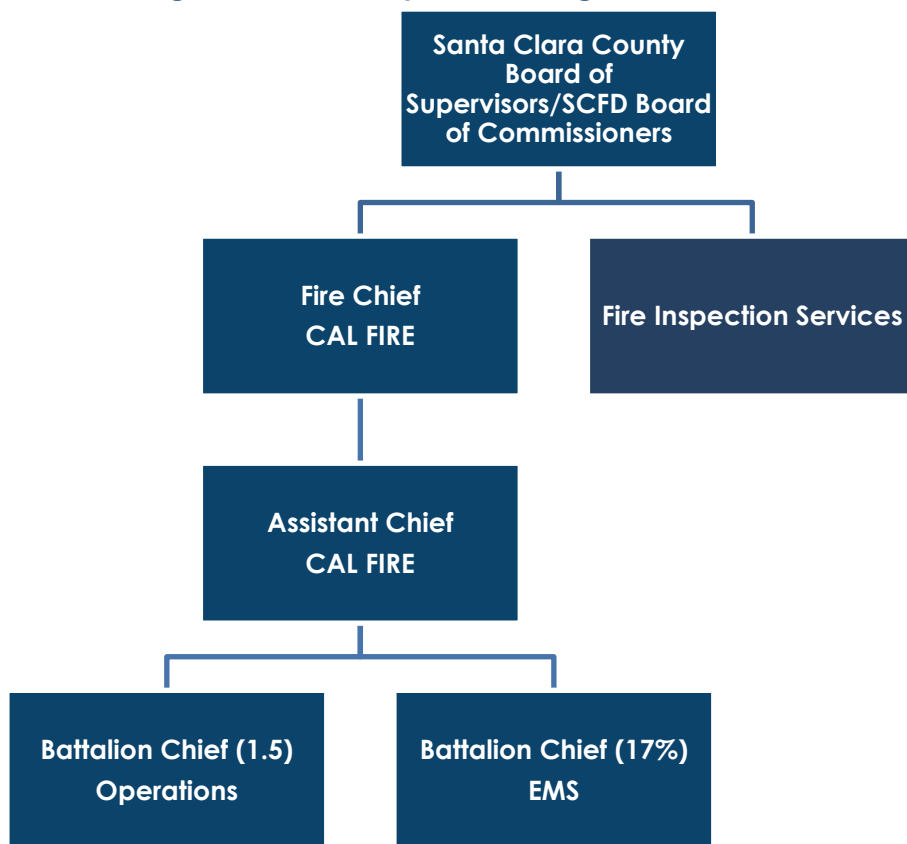 Santa Clara County
Board of
Supervisors/SCFD Board
of Commissioners
Fire Chief
CAL FIRE
Fire Inspection Services
Assistant Chief
CAL FIRE
Battalion Chief (1.5)
Operations
Battalion Chief (17%)
EMS